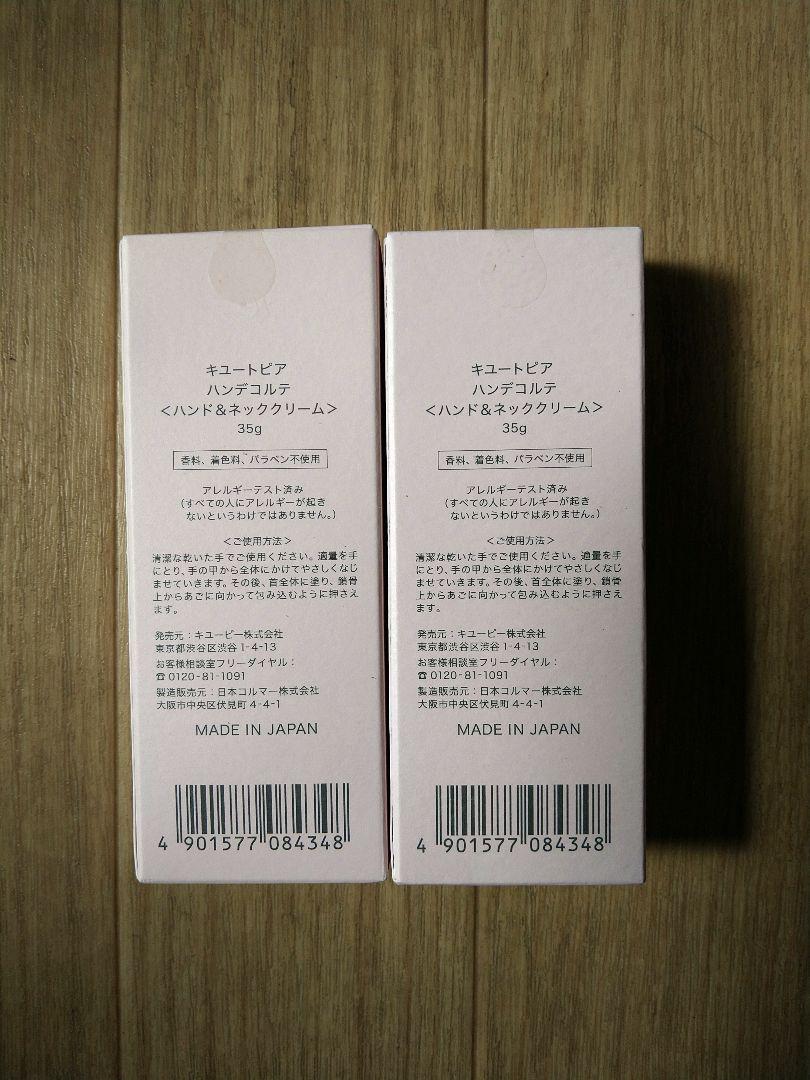 キユートピア
ハンデコルテ
<ハンド&ネッククリーム>
35g
香料、着色料、パラベン不使用
アレルギーテスト済み
(すべての人にアレルギーが起き
ないというわけではありません。)
<ご使用方法>
清潔な乾いた手でご使用ください。適量を手
にとり、手の甲から全体にかけてやさしくなじ
ませていきます。その後、首全体に塗り、鎖骨
上からあごに向かって包み込むように押さえ
ます。
発売元:キユーピー株式会社
東京都渋谷区渋谷1-4-13
お客様相談室フリーダイヤル:
☎0120-81-1091
製造販売元:日本コルマー株式会社
大阪市中央区伏見町4-4-1
MADE IN JAPAN
4 901577 084348
キユートピア
ハンデコルテ
<ハンド&ネッククリーム>
35g
香料、着色料、パラベン不使用
アレルギーテスト済み
(すべての人にアレルギーが起き
ないというわけではありません。)
<ご使用方法>
清潔な乾いた手でご使用ください。適量を手
にとり、手の甲から全体にかけてやさしくなじ
ませていきます。その後、首全体に塗り、鎖骨
上からあごに向かって包み込むように押さえ
ます。
発売元:キユーピー株式会社
東京都渋谷区渋谷1-4-13
お客様相談室フリーダイヤル:
☎0120-81-1091
製造販売元:日本コルマー株式会社
大阪市中央区伏見町4-4-1
MADE IN JAPAN
4 901577 084348